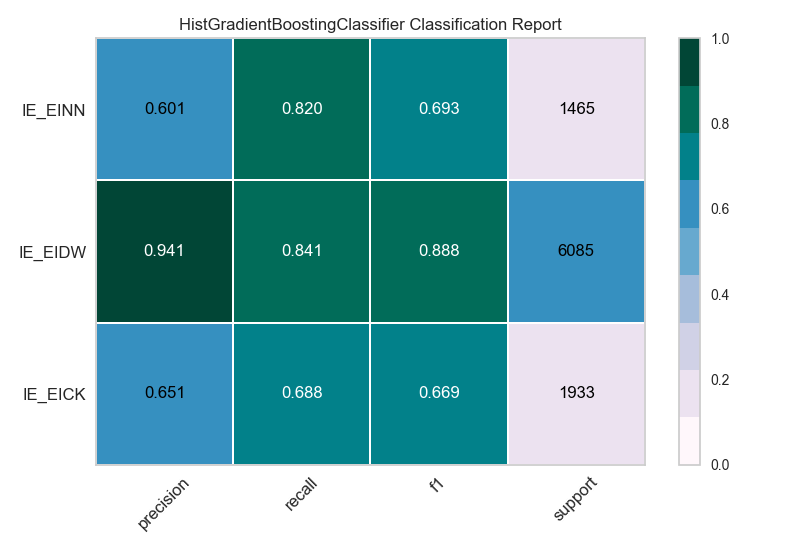 HistGradientBoostingClassifier Classification Report
IE_EINN 0.601 0.820 0.693 1465
IE_EIDW 0.941 0.841 0.888 6085
IE_EICK 0.651 0.688 0.669 1933
precision recall f1 support
1.0
0.8
0.6
0.4
0.2
0.0